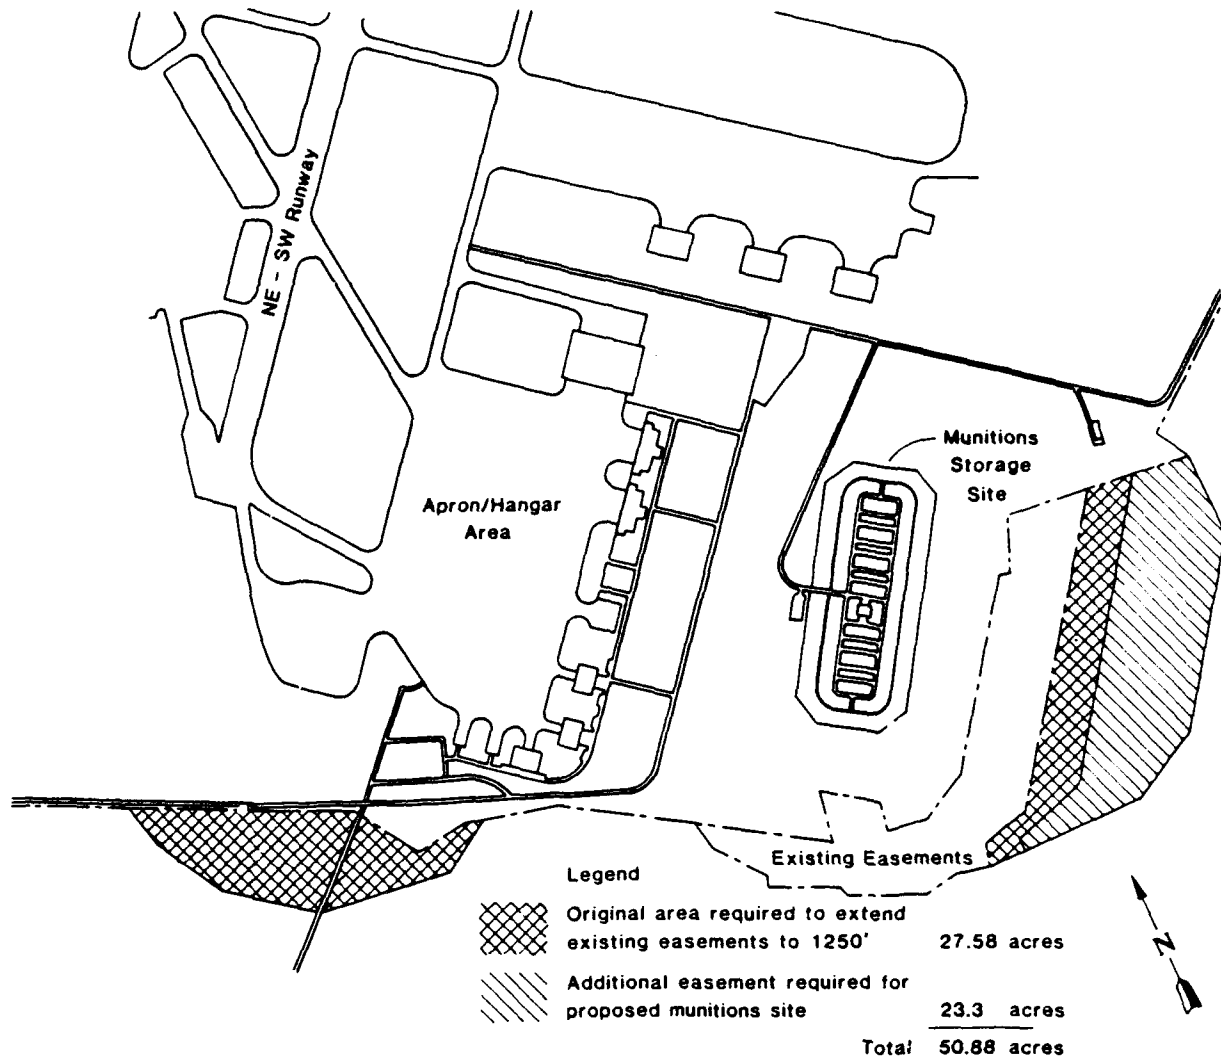 NE - SW Runway
Munitions
Storage
Site
Apron/Hangar
Area
Existing Easements
Legend
Original area required to extend
existing easements to 1250' 27.58 acres
Additional easement required for
proposed munitions site 23.3 acres
Total 50.88 acres
N